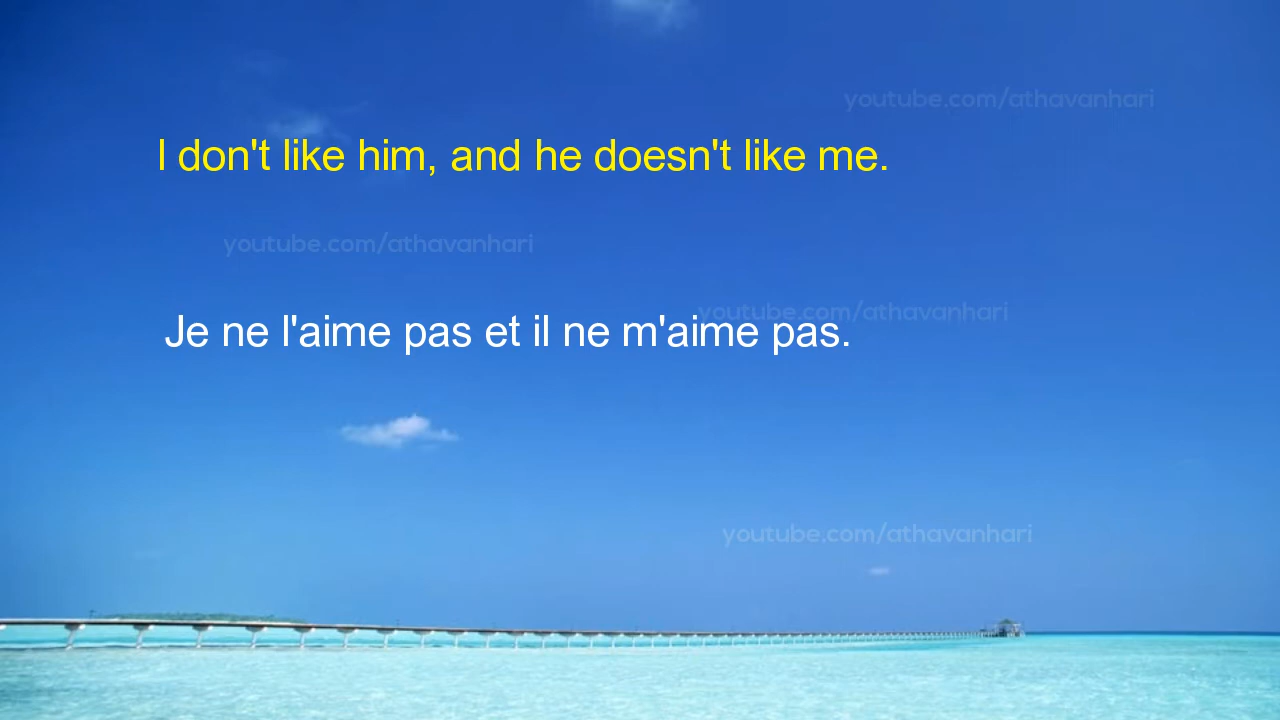 youtube.com/athavanhari
I don't like him, and he doesn't like me.
youtube.com/athavanhari
youtube.com/athavanhari
Je ne l'aime pas et il ne m'aime pas.
youtube.com/athavanhari